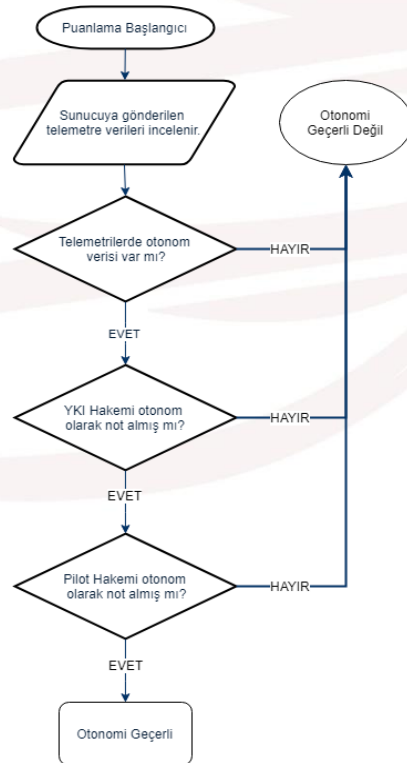 Puanlama Başlangıcı
Sunucuya gönderilen
telemetre verileri incelenir.
Otonomi
Geçerli Değil
Telemetrilerde otonom
verisi var mı?
HAYIR
EVET
YKI Hakemi otonom
olarak not almış mı?
HAYIR
EVET
Pilot Hakemi otonom
olarak not almış mı?
HAYIR
EVET
Otonomi Geçerli